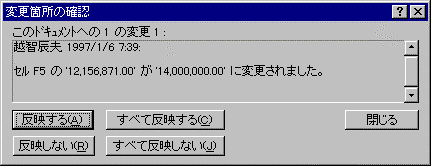 変更箇所の確認
このドキュメントへの 1 の変更 1 :
越智辰夫 1997/1/6 7:39:
セル F5 の '12,156,871.00' が '14,000,000.00' に変更されました。
反映する(A) すべて反映する(C) 閉じる
反映しない(R) すべて反映しない(J)